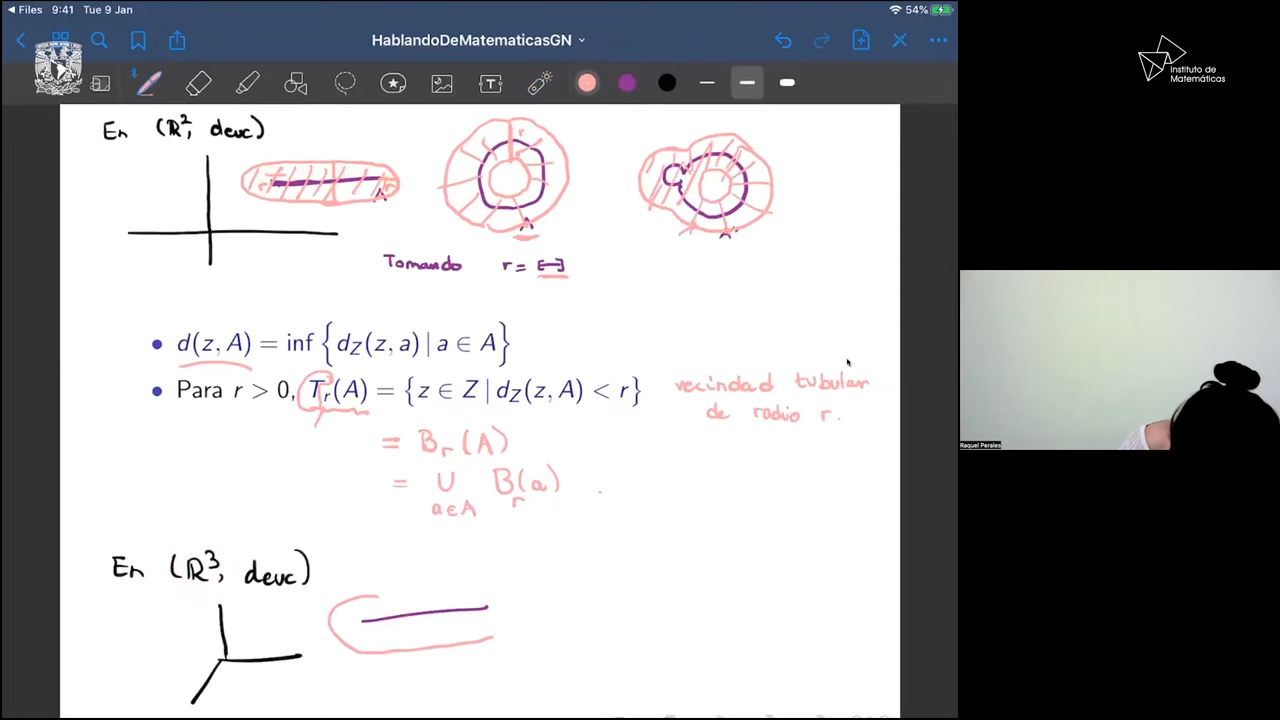 Files 9:41 Tue 9 Jan 54%
HablandoDeMatematicasGN
Instituto de
Matemáticas
En (ℝ², deuc)
r
r
r
A
A
A
Tomando r = [—]
• d(z, A) = inf { d_Z(z, a) | a ∈ A }
• Para r > 0, T_r(A) = {z ∈ Z | d_Z(z, A) < r} vecindad tubular
de radio r.
= B_r(A)
= ∪ B_r(a)
a∈A
En (ℝ³, deuc)
Raquel Perales